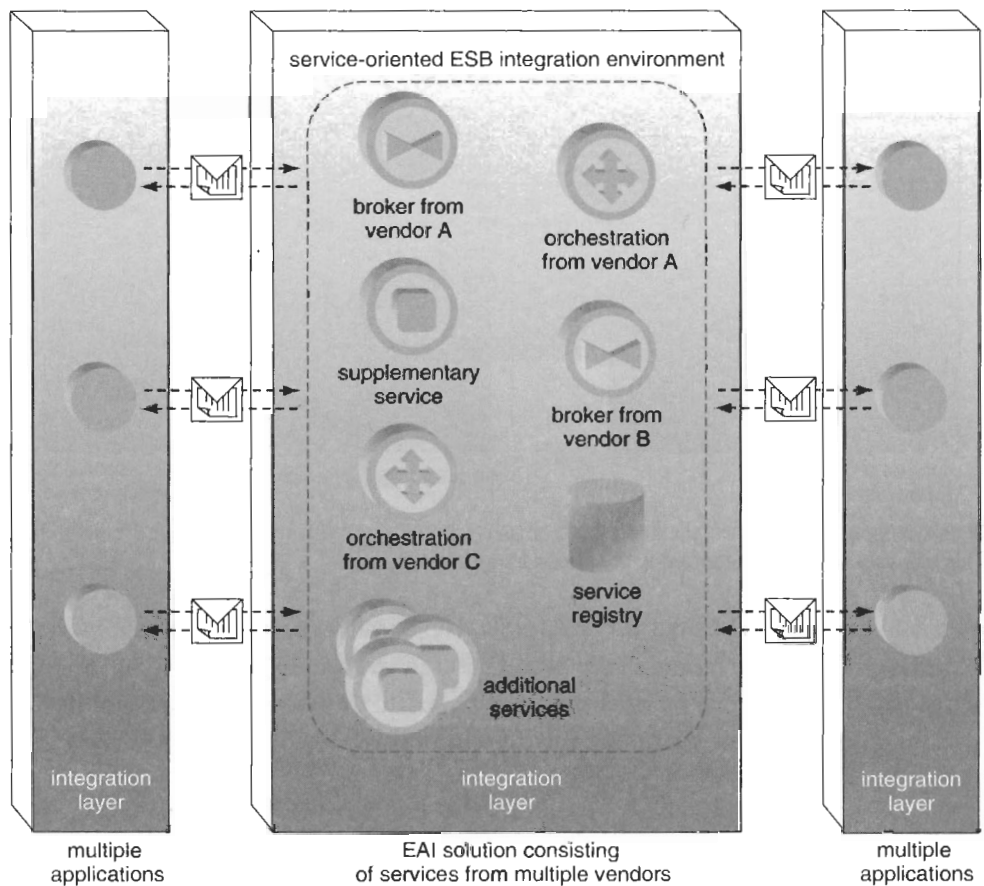 service-oriented ESB integration environment
broker from
vendor A
orchestration
from vendor A
supplementary
service
broker from
vendor B
orchestration
from vendor C
service
registry
additional
services
integration
layer
integration
layer
integration
layer
multiple
applications
EAI solution consisting
of services from multiple vendors
multiple
applications